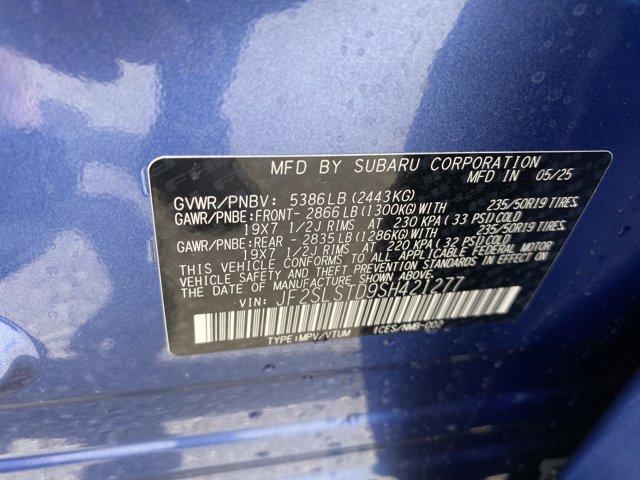 MFD BY SUBARU CORPORATION
MFD IN 05/25
GVWR/PNBV: 5386LB(2443KG)
GAWR/PNBE:FRONT- 2866LB(1300KG)WITH 235/50R19 TIRES,
19X7 1/2J RIMS AT 230 KPA (33 PSI)COLD
GAWR/PNBE:REAR - 2835LB(1286KG)WITH 235/50R19 TIRES,
19X7 1/2J RIMS AT 220 KPA( 32 PSI)COLD
THIS VEHICLE CONFORMS TO ALL APPLICABLE FEDERAL MOTOR
VEHICLE SAFETY AND THEFT PREVENTION STANDARDS IN EFFECT
ON THE DATE OF MANUFACTURE SHOWN ABOVE.
VIN: JF2SLSTD9SH421277
TYPE:MPV/VTUM ICES/NMB-002